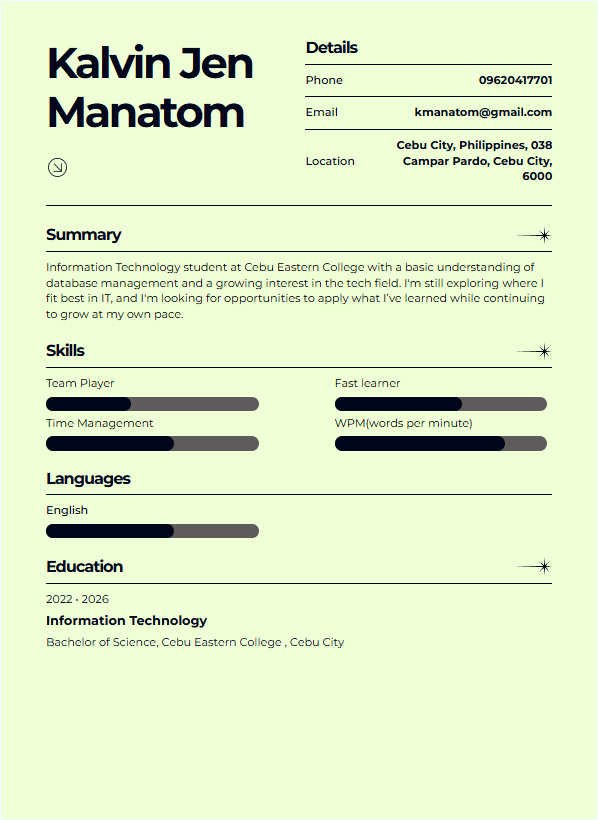 Kalvin Jen
Manatom
Details
Phone 09620417701
Email kmanatom@gmail.com
Location Cebu City, Philippines, 038
Campar Pardo, Cebu City,
6000
Summary
Information Technology student at Cebu Eastern College with a basic understanding of
database management and a growing interest in the tech field. I'm still exploring where I
fit best in IT, and I'm looking for opportunities to apply what I've learned while continuing
to grow at my own pace.
Skills
Team Player
Fast learner
Time Management
WPM(words per minute)
Languages
English
Education
2022 • 2026
Information Technology
Bachelor of Science, Cebu Eastern College , Cebu City